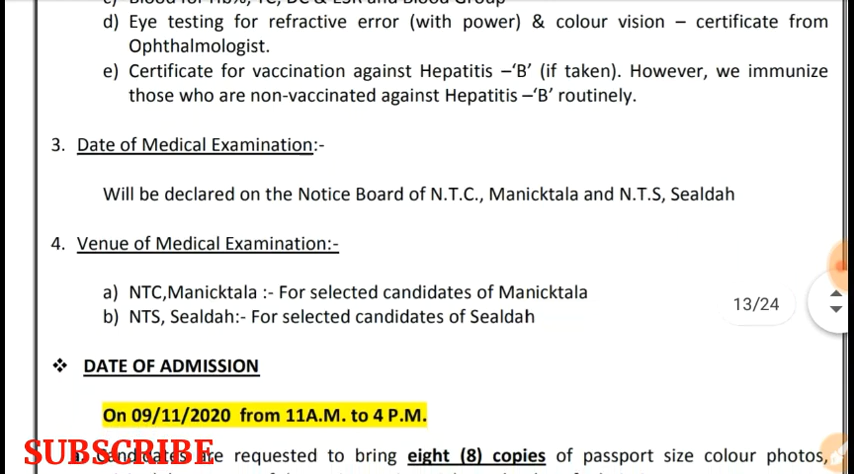 d) Eye testing for refractive error (with power) & colour vision – certificate from
Ophthalmologist.
e) Certificate for vaccination against Hepatitis –‘B’ (if taken). However, we immunize
those who are non-vaccinated against Hepatitis –‘B’ routinely.
3. Date of Medical Examination:-
Will be declared on the Notice Board of N.T.C., Manicktala and N.T.S, Sealdah
4. Venue of Medical Examination:-
a) NTC,Manicktala :- For selected candidates of Manicktala
13/24
b) NTS, Sealdah:- For selected candidates of Sealdah
❖ DATE OF ADMISSION
On 09/11/2020 from 11A.M. to 4 P.M.
SUBSCRIBE
requested to bring eight (8) copies of passport size colour photos,